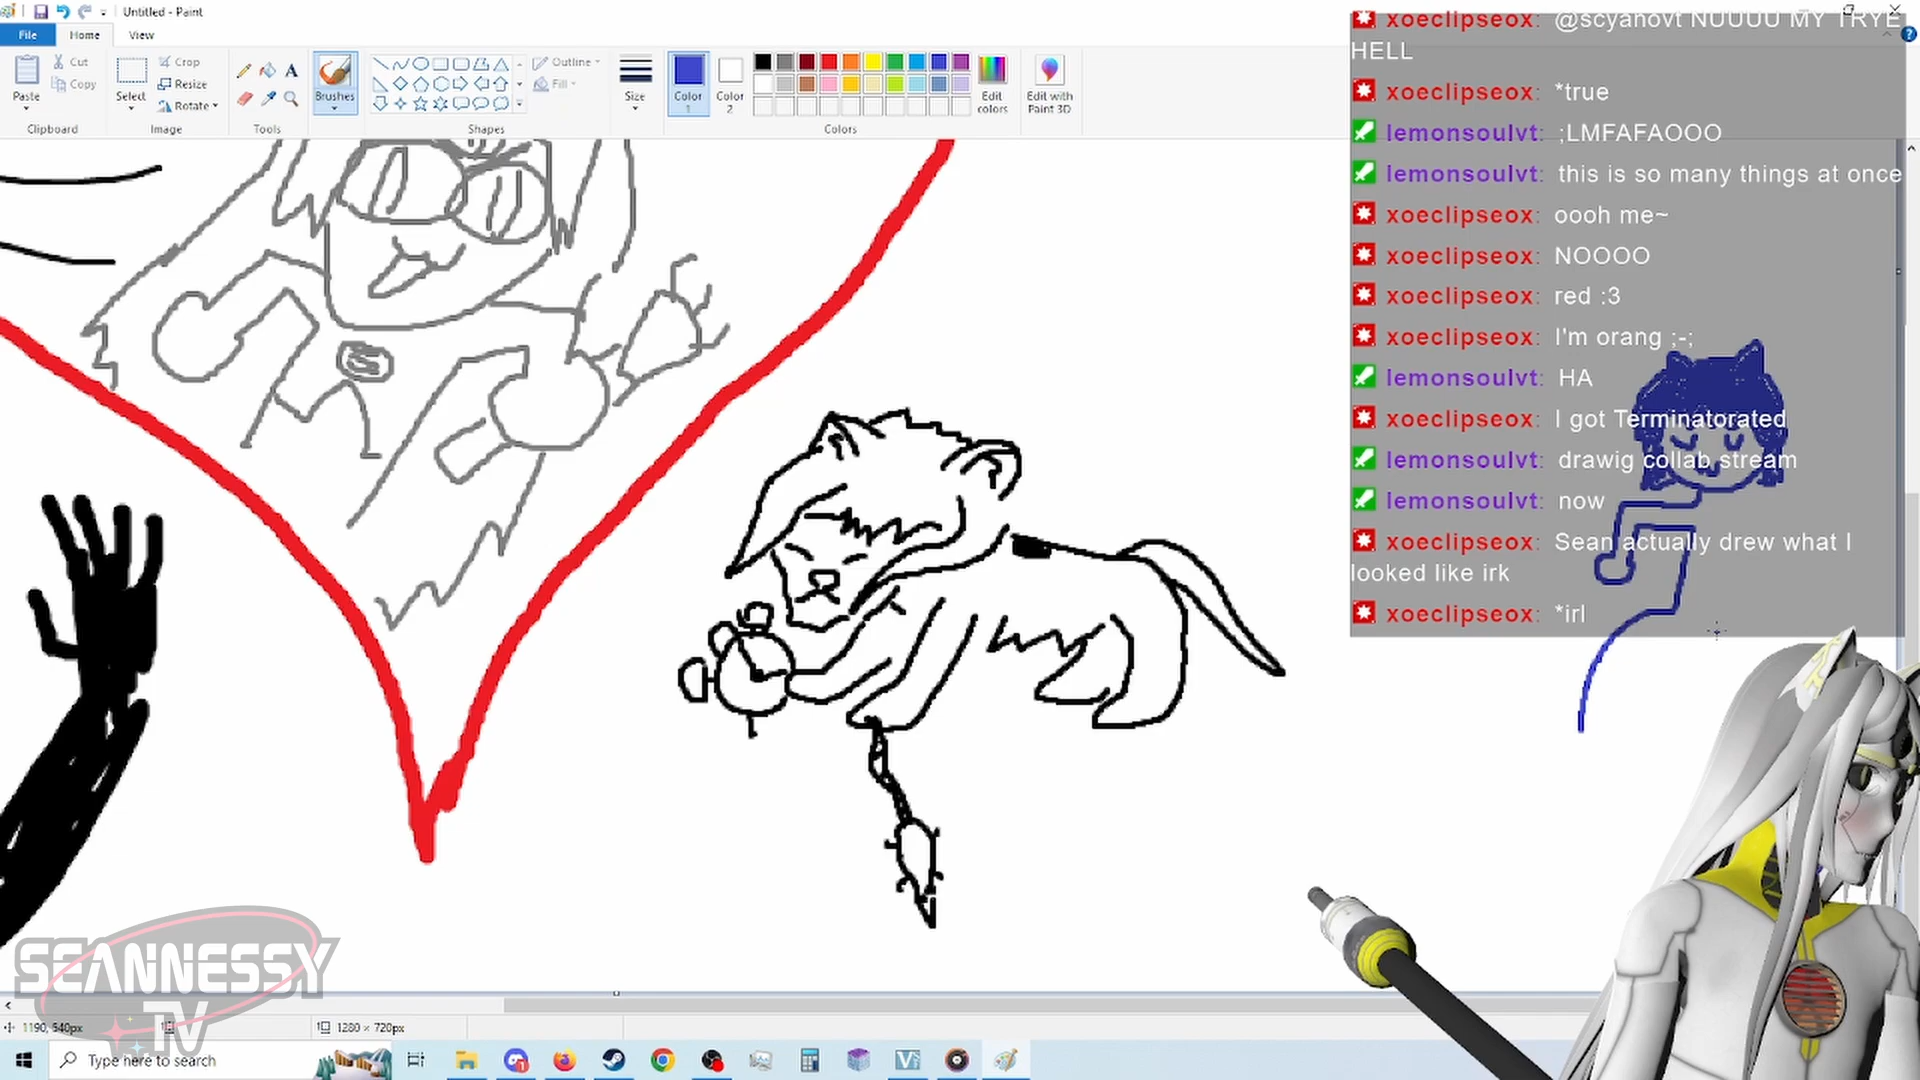 Untitled - Paint
File
Home
View
Paste
Cut
Copy
Clipboard
Select
Crop
Resize
Rotate
Image
A
Tools
Brushes
Outline
Fill
Shapes
Size
Color
1
Color
2
Edit
colors
Edit with
Paint 3D
Colors
xoeclipseox: @scyanovt NUUUU MY TRYE
HELL
xoeclipseox: *true
lemonsoulvt: ;LMFAFAOOO
lemonsoulvt: this is so many things at once
xoeclipseox: oooh me~
xoeclipseox: NOOOO
xoeclipseox: red :3
xoeclipseox: I'm orang ;-;
lemonsoulvt: HA
xoeclipseox: I got Terminatorated
lemonsoulvt: drawig collab stream
lemonsoulvt: now
xoeclipseox: Sean actually drew what I
looked like irk
xoeclipseox: *irl
S
SEANNESSY
TV
1190, 540px
1280 × 720px
Type here to search